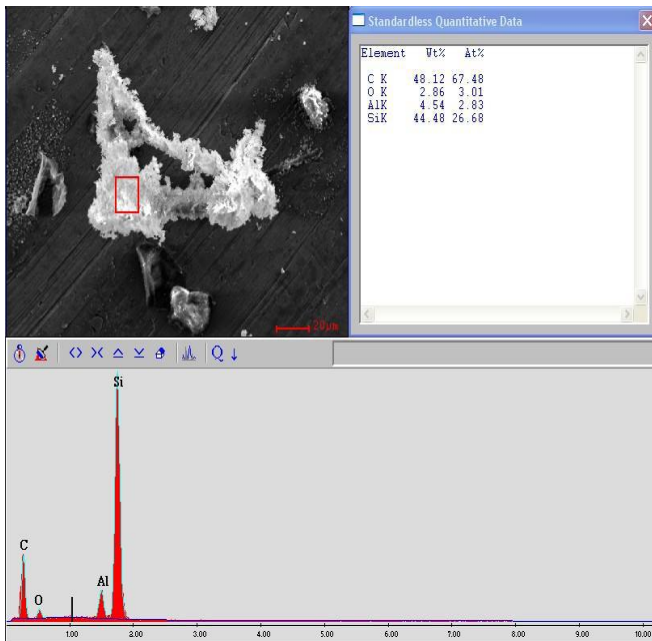 Standardless Quantitative Data
Element Wt% At%
C K 48.12 67.48
O K 2.86 3.01
AlK 4.54 2.83
SiK 44.48 26.68
20µm
Q
Si
C
Al
O
1.00 2.00 3.00 4.00 5.00 6.00 7.00 8.00 9.00 10.00